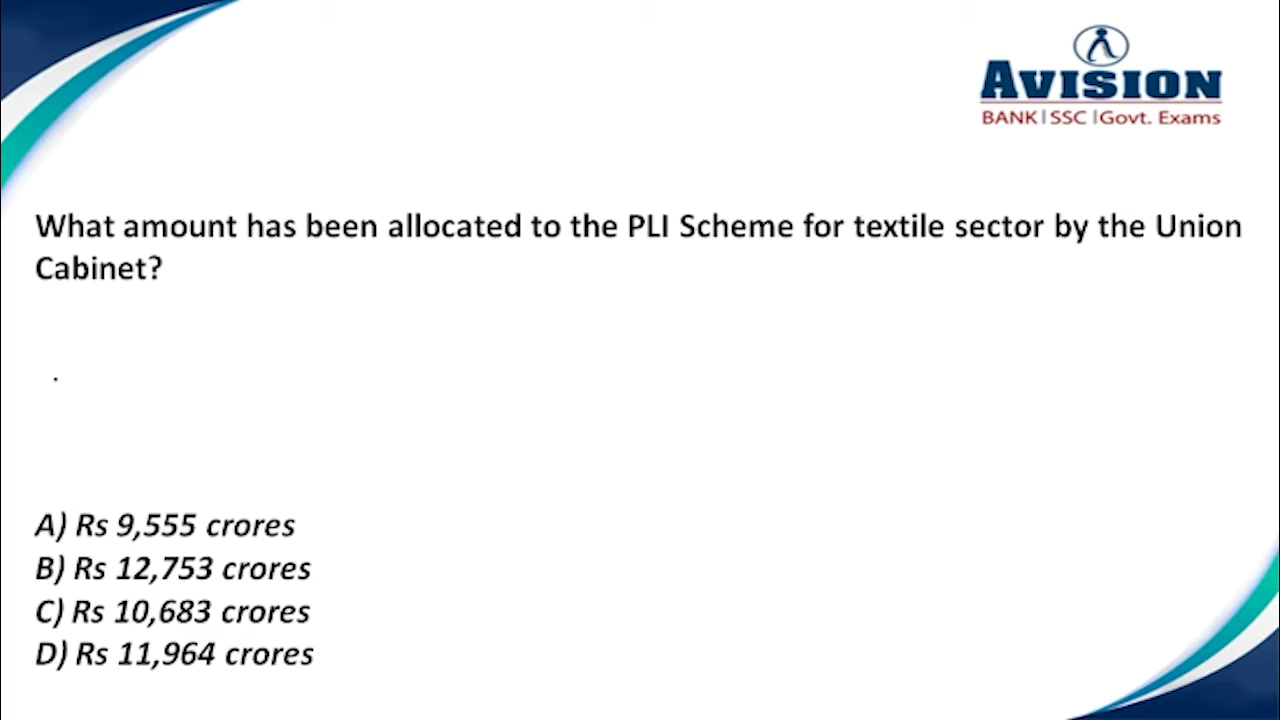 AVISION
BANK|SSC|Govt. Exams
What amount has been allocated to the PLI Scheme for textile sector by the Union
Cabinet?
A) Rs 9,555 crores
B) Rs 12,753 crores
C) Rs 10,683 crores
D) Rs 11,964 crores